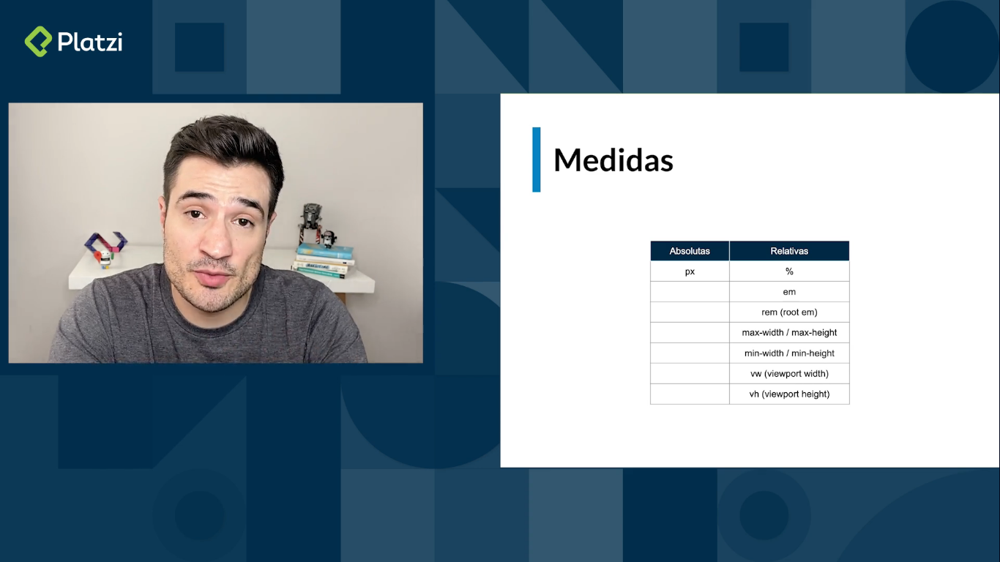 Platzi
Medidas
Absolutas Relativas
px %
em
rem (root em)
max-width / max-height
min-width / min-height
vw (viewport width)
vh (viewport height)